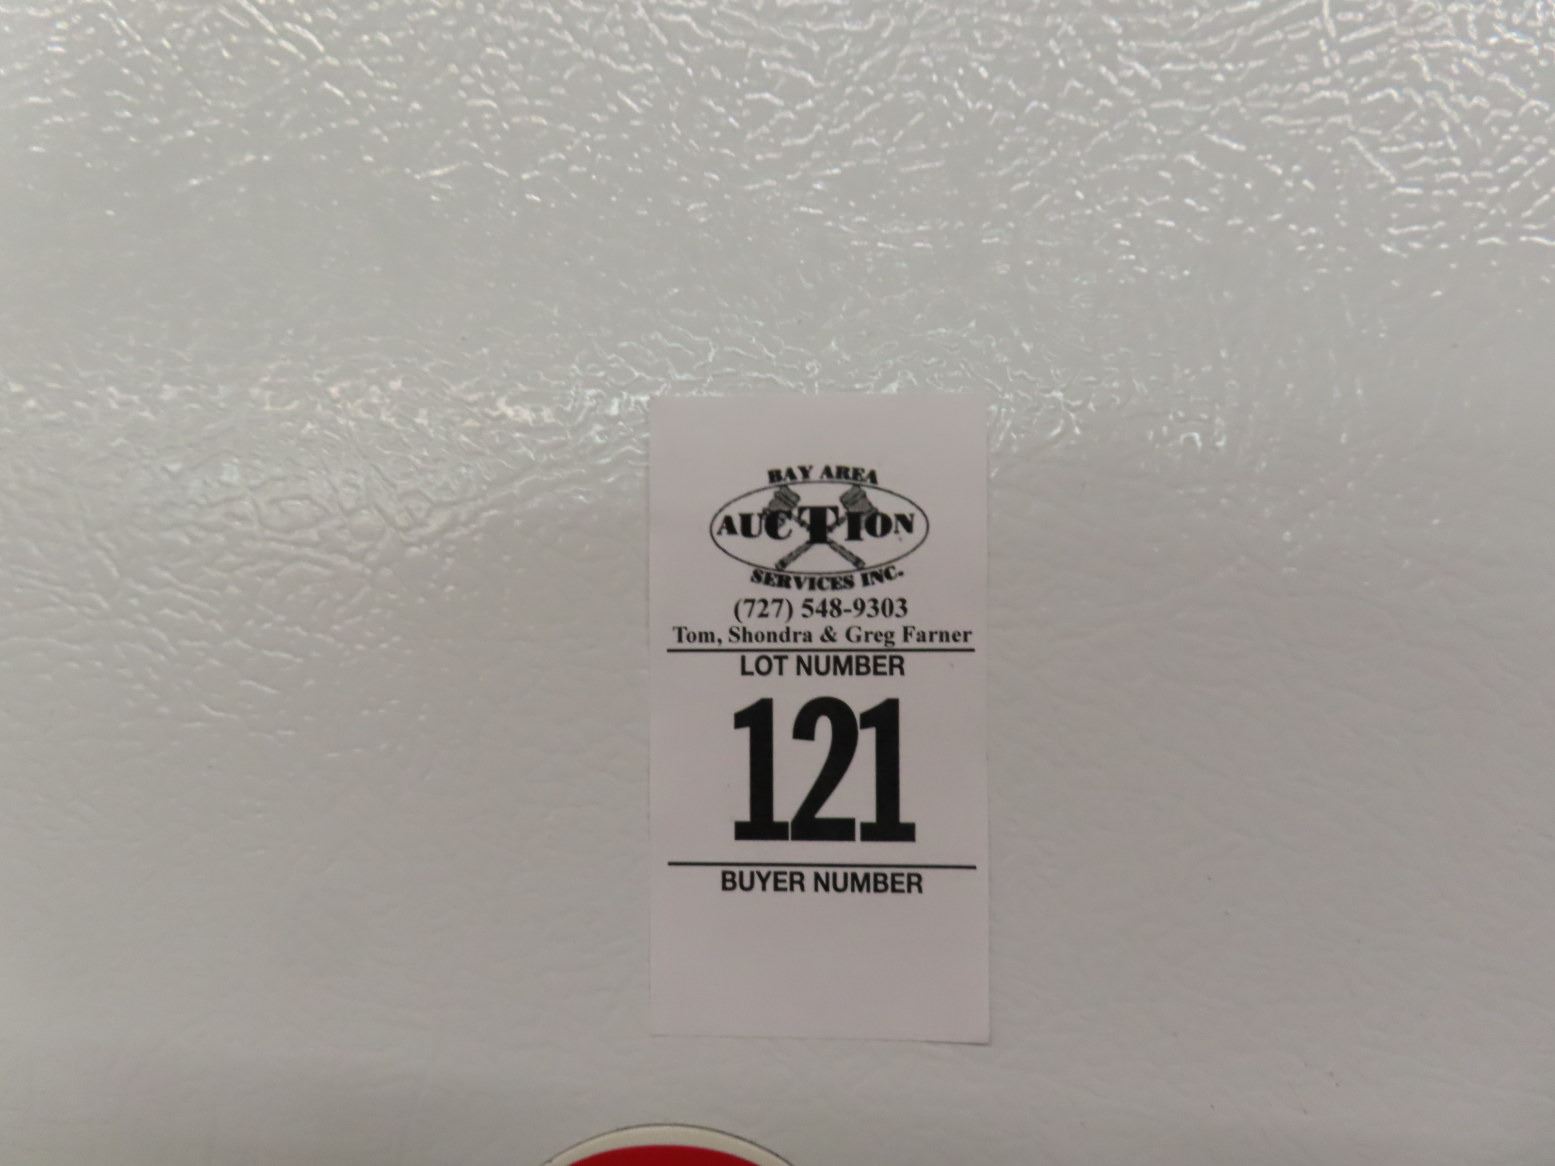 BAY AREA
AUCTION
SERVICES INC.
(727) 548-9303
Tom, Shondra & Greg Farner
LOT NUMBER
121
BUYER NUMBER